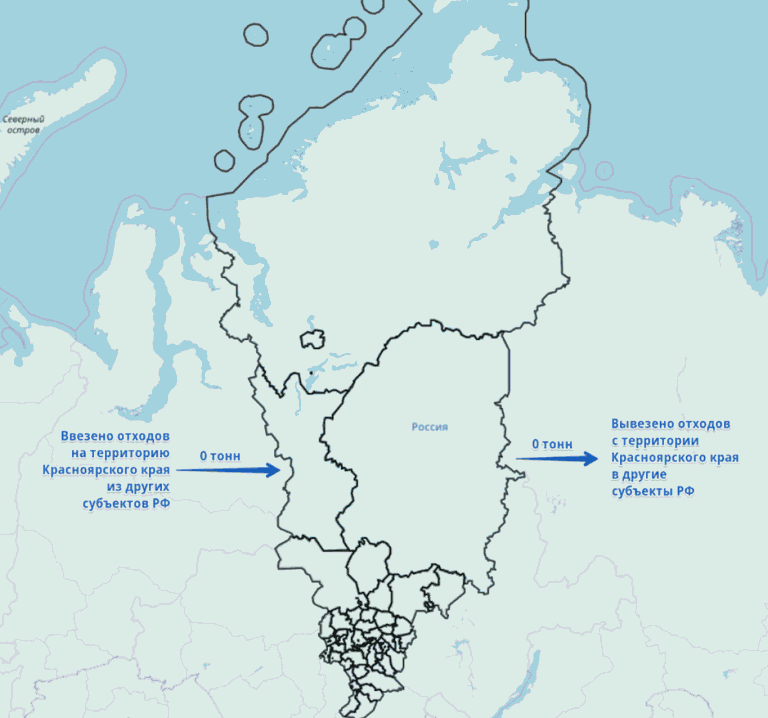 Северный
остров
Россия
Ввезено отходов
на территорию
Красноярского края
из других
субъектов РФ
0 тонн
0 тонн
Вывезено отходов
с территории
Красноярского края
в другие
субъекты РФ